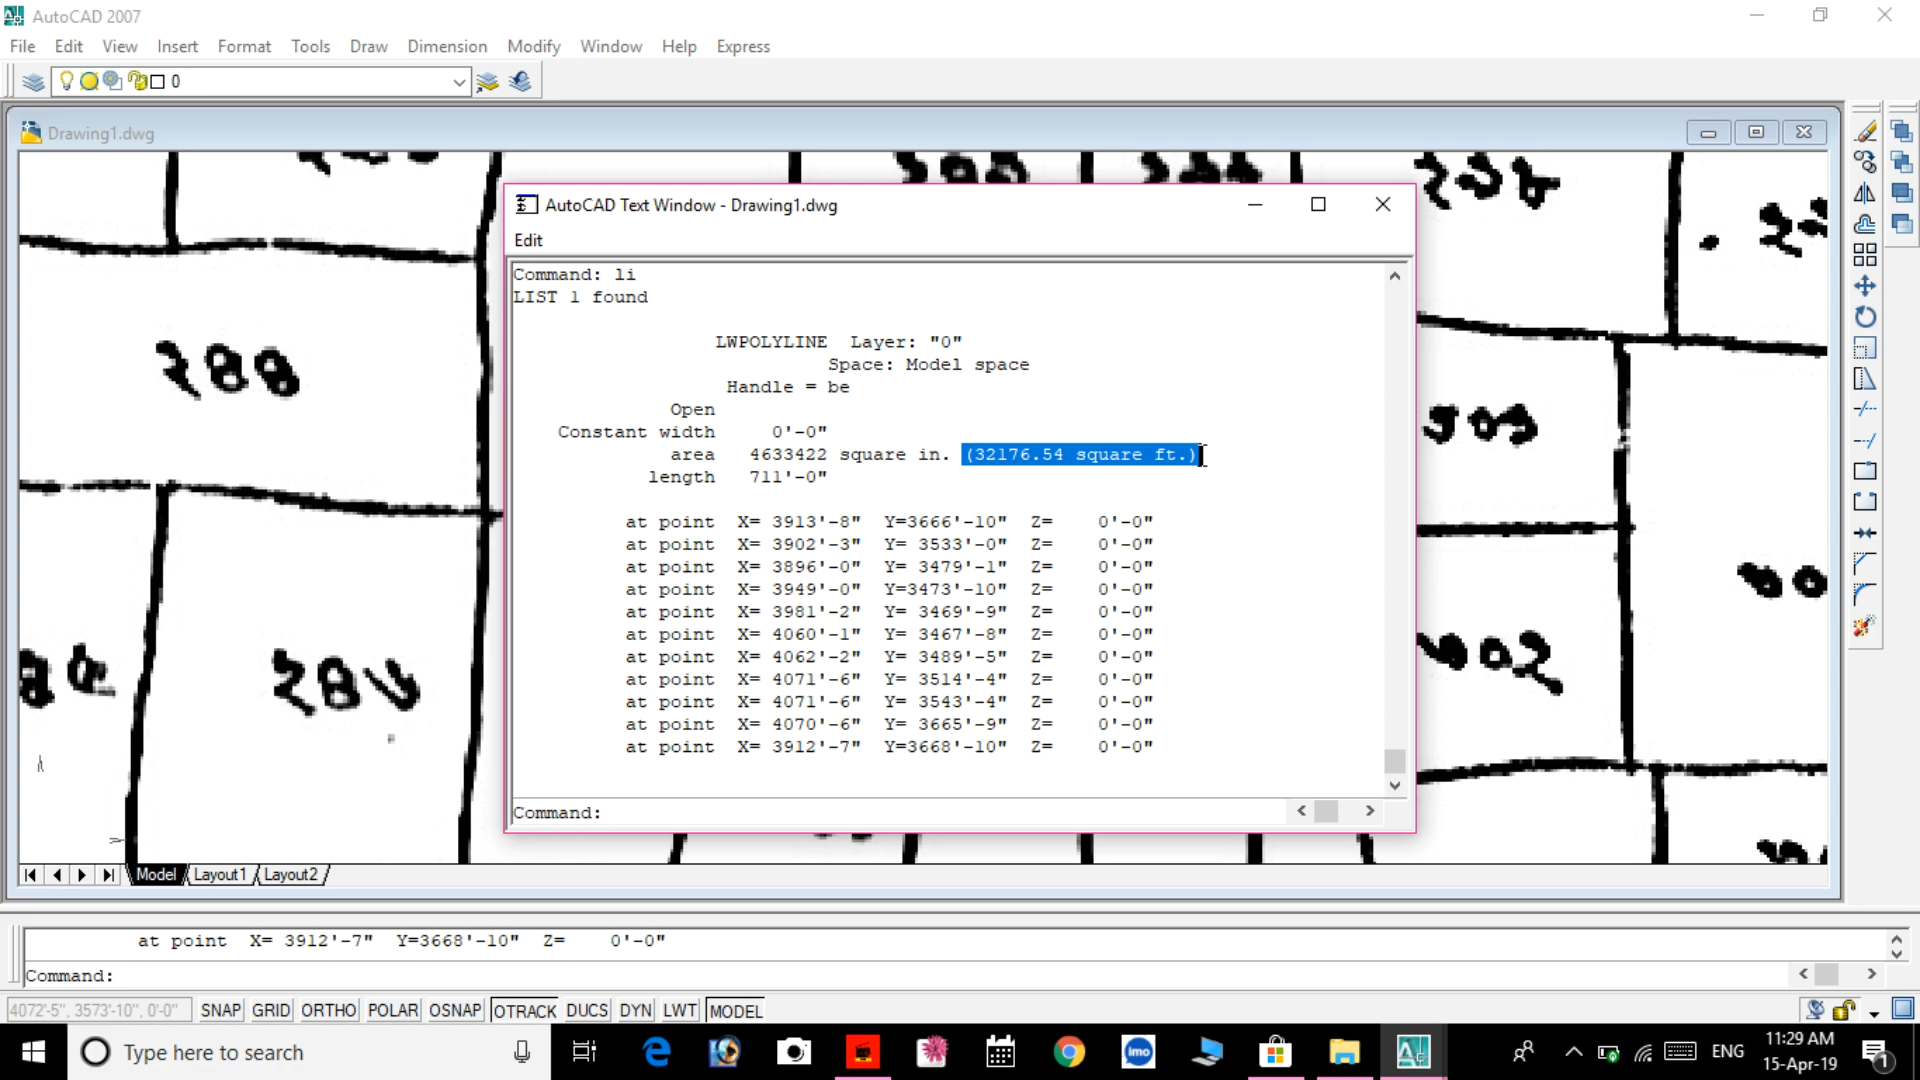 AutoCAD 2007
File Edit View Insert Format Tools Draw Dimension Modify Window Help Express
0
Drawing1.dwg
AutoCAD Text Window - Drawing1.dwg
Edit
Command: li
LIST 1 found
LWPOLYLINE Layer: "0"
Space: Model space
Handle = be
Open
Constant width 0'-0"
area 4633422 square in. (32176.54 square ft.)
length 711'-0"
at point X= 3913'-8" Y=3666'-10" Z= 0'-0"
at point X= 3902'-3" Y= 3533'-0" Z= 0'-0"
at point X= 3896'-0" Y= 3479'-1" Z= 0'-0"
at point X= 3949'-0" Y=3473'-10" Z= 0'-0"
at point X= 3981'-2" Y= 3469'-9" Z= 0'-0"
at point X= 4060'-1" Y= 3467'-8" Z= 0'-0"
at point X= 4062'-2" Y= 3489'-5" Z= 0'-0"
at point X= 4071'-6" Y= 3514'-4" Z= 0'-0"
at point X= 4071'-6" Y= 3543'-4" Z= 0'-0"
at point X= 4070'-6" Y= 3665'-9" Z= 0'-0"
at point X= 3912'-7" Y=3668'-10" Z= 0'-0"
Command:
২৪৪
Model Layout1 Layout2
at point X= 3912'-7" Y=3668'-10" Z= 0'-0"
Command:
4072'-5", 3573'-10", 0'-0" SNAP GRID ORTHO POLAR OSNAP OTRACK DUCS DYN LWT MODEL
Type here to search
imo
ENG
11:29 AM
15-Apr-19
1